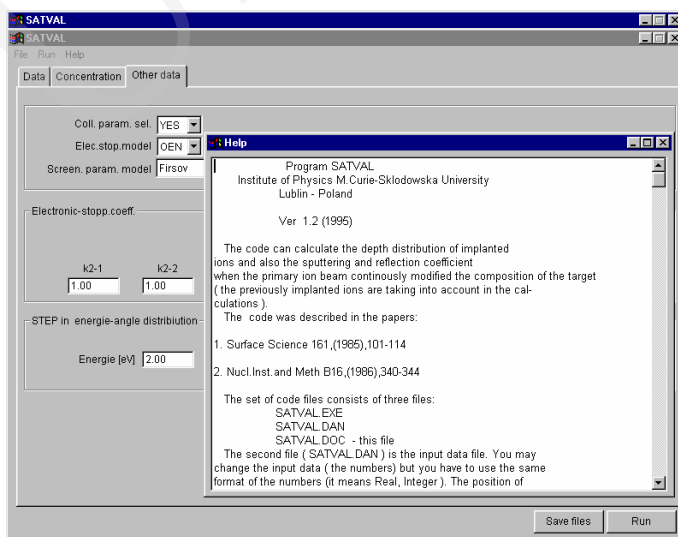 SATVAL
SATVAL
File Run Help
Data Concentration Other data
Coll. param. sel. YES
Elec.stop.model OEN
Screen. param. model Firsov
Electronic-stopp.coeff.
k2-1 k2-2
1.00 1.00
STEP in energie-angle distribiution
Energie [eV] 2.00
Help
Program SATVAL
Institute of Physics M.Curie-Sklodowska University
Lublin - Poland
Ver 1.2 (1995)
The code can calculate the depth distribution of implanted
ions and also the sputtering and reflection coefficient
when the primary ion beam continously modified the composition of the target
( the previously implanted ions are taking into account in the cal-
culations ).
The code was described in the papers:
1. Surface Science 161,(1985),101-114
2. Nucl.Inst.and Meth B16,(1986),340-344
The set of code files consists of three files:
SATVAL.EXE
SATVAL.DAN
SATVAL.DOC - this file
The second file ( SATVAL.DAN ) is the input data file. You may
change the input data ( the numbers) but you have to use the same
format of the numbers (it means Real, Integer ). The position of
Save files Run